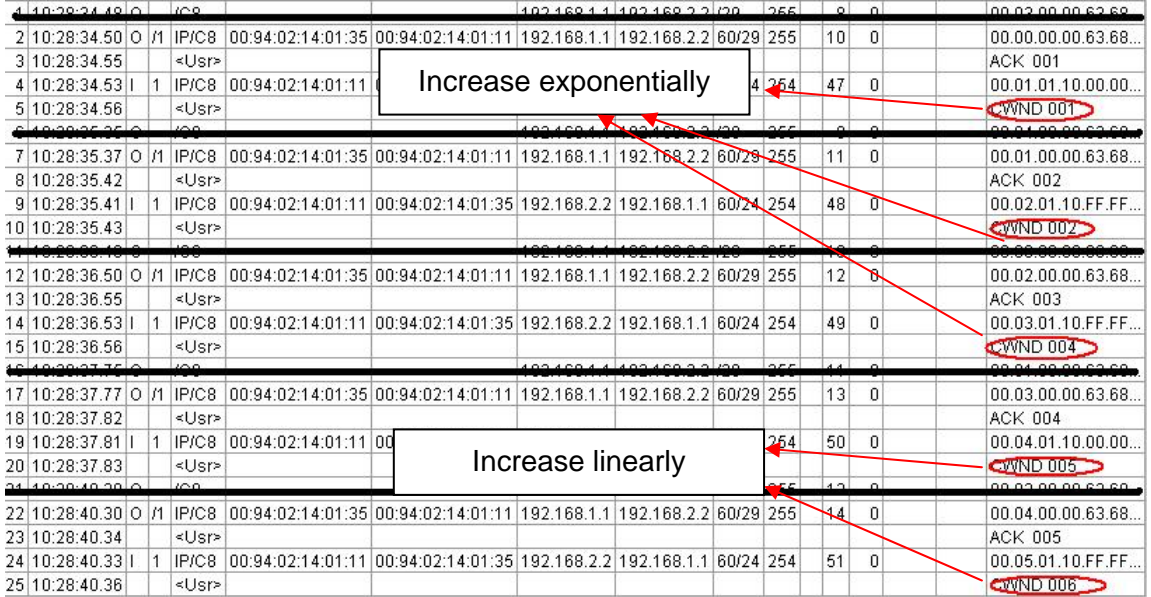 2 10:28:34.50 O /1 IP/C8 00:94:02:14:01:35 00:94:02:14:01:11 192.168.1.1 192.168.2.2 60/29 255 10 0 00.00.00.00.63.68...
3 10:28:34.55 <Usr> ACK 001
4 10:28:34.53 I 1 IP/C8 00:94:02:14:01:11 4 254 47 0 00.01.01.10.00.00...
Increase exponentially
5 10:28:34.56 <Usr> CWND 001
7 10:28:35.37 O /1 IP/C8 00:94:02:14:01:35 00:94:02:14:01:11 192.168.1.1 192.168.2.2 60/29 255 11 0 00.01.00.00.63.68...
8 10:28:35.42 <Usr> ACK 002
9 10:28:35.41 I 1 IP/C8 00:94:02:14:01:11 00:94:02:14:01:35 192.168.2.2 192.168.1.1 60/24 254 48 0 00.02.01.10.FF.FF...
10 10:28:35.43 <Usr> CWND 002
12 10:28:36.50 O /1 IP/C8 00:94:02:14:01:35 00:94:02:14:01:11 192.168.1.1 192.168.2.2 60/29 255 12 0 00.02.00.00.63.68...
13 10:28:36.55 <Usr> ACK 003
14 10:28:36.53 I 1 IP/C8 00:94:02:14:01:11 00:94:02:14:01:35 192.168.2.2 192.168.1.1 60/24 254 49 0 00.03.01.10.FF.FF...
15 10:28:36.56 <Usr> CWND 004
17 10:28:37.77 O /1 IP/C8 00:94:02:14:01:35 00:94:02:14:01:11 192.168.1.1 192.168.2.2 60/29 255 13 0 00.03.00.00.63.68...
18 10:28:37.82 <Usr> ACK 004
19 10:28:37.81 I 1 IP/C8 00:94:02:14:01:11 00 254 50 0 00.04.01.10.00.00...
Increase linearly
20 10:28:37.83 <Usr> CWND 005
22 10:28:40.30 O /1 IP/C8 00:94:02:14:01:35 00:94:02:14:01:11 192.168.1.1 192.168.2.2 60/29 255 14 0 00.04.00.00.63.68...
23 10:28:40.34 <Usr> ACK 005
24 10:28:40.33 I 1 IP/C8 00:94:02:14:01:11 00:94:02:14:01:35 192.168.2.2 192.168.1.1 60/24 254 51 0 00.05.01.10.FF.FF...
25 10:28:40.36 <Usr> CWND 006